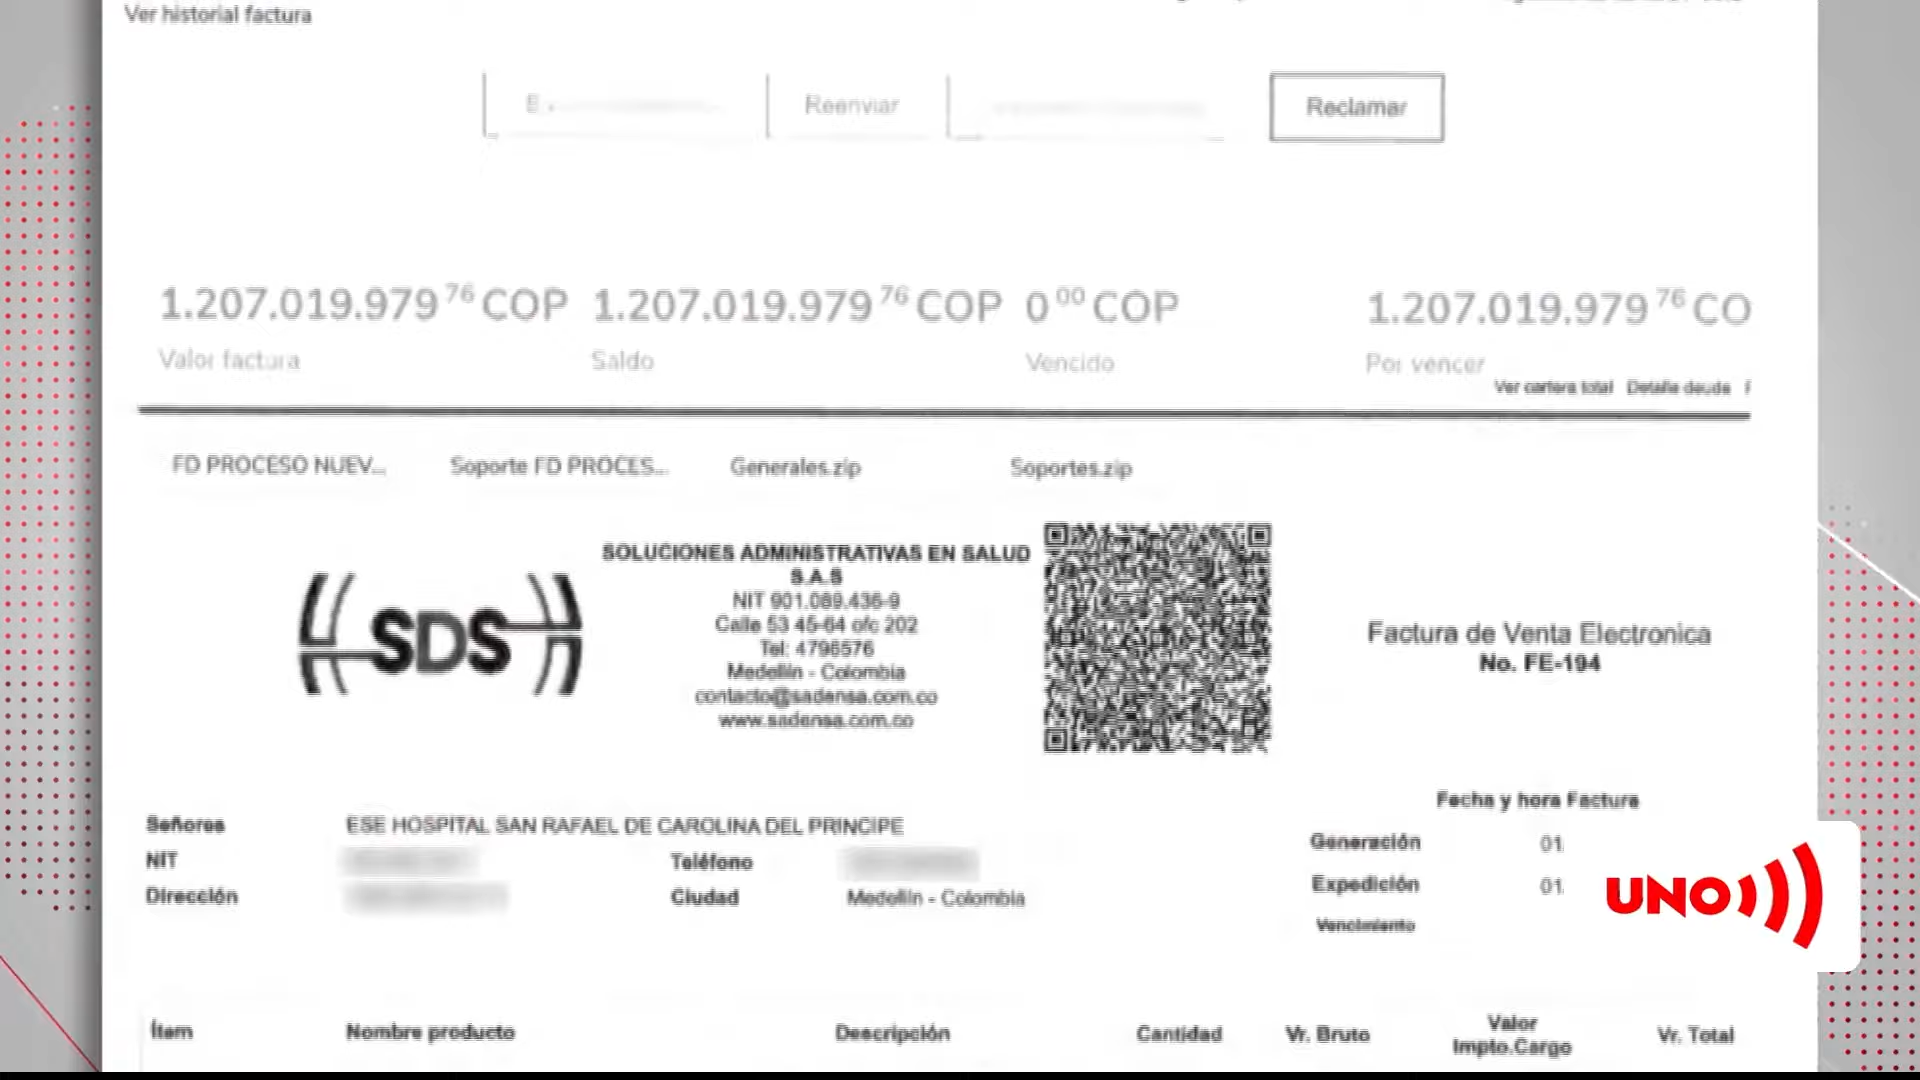 Ver historial factura
Reenviar
Reclamar
1.207.019.979 76 COP 1.207.019.979 76 COP 0 00 COP 1.207.019.979 76 CO
Valor factura Saldo Vencido Por vencer
Ver cartera total Detalle deuda
FD PROCESO NUEV... Soporte FD PROCES... Generales.zip Soportes.zip
SDS
SOLUCIONES ADMINISTRATIVAS EN SALUD
S.A.S
NIT 901.089.436-9
Calle 53 45-64 ofc 202
Tel: 4796576
Medellín - Colombia
contacto@sadensa.com.co
www.sadensa.com.co
Factura de Venta Electronica
No. FE-194
Fecha y hora Factura
Generación 01
Expedición 01
Vencimiento
Señores ESE HOSPITAL SAN RAFAEL DE CAROLINA DEL PRINCIPE
NIT Teléfono
Dirección Ciudad Medellín - Colombia
UNO
Ítem Nombre producto Descripción Cantidad Vr. Bruto Valor Impto.Cargo Vr. Total